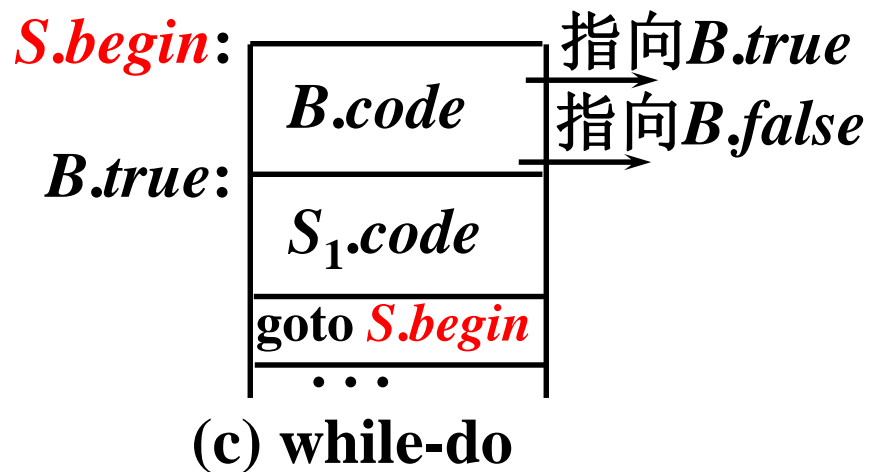 S.begin:
指向B.true
B.code
指向B.false
B.true:
S₁.code
goto S.begin
. . .
(c) while-do